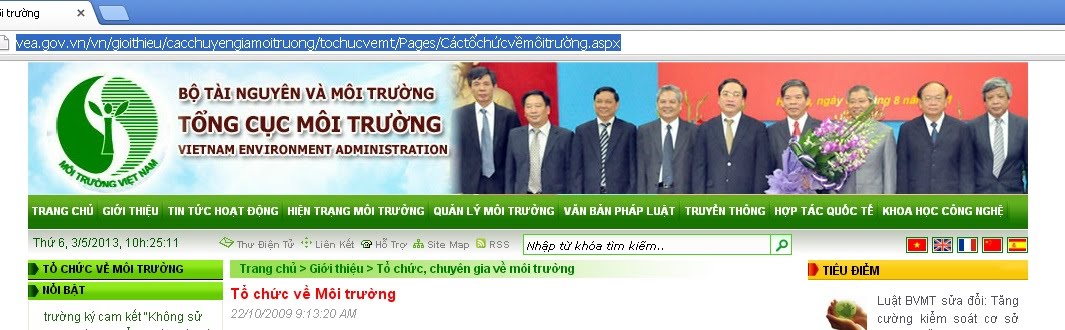 ôi trường
vea.gov.vn/vn/gioithieu/cacchuyengiamoitruong/tochucvemt/Pages/Cáctổchứcvềmôitrường.aspx
BỘ TÀI NGUYÊN VÀ MÔI TRƯỜNG
TỔNG CỤC MÔI TRƯỜNG
VIETNAM ENVIRONMENT ADMINISTRATION
MÔI TRƯỜNG VIỆT NAM
ngày
8
TRANG CHỦ GIỚI THIỆU TIN TỨC HOẠT ĐỘNG HIỆN TRẠNG MÔI TRƯỜNG QUẢN LÝ MÔI TRƯỜNG VĂN BẢN PHÁP LUẬT TRUYỀN THÔNG HỢP TÁC QUỐC TẾ KHOA HỌC CÔNG NGHỆ
Thứ 6, 3/5/2013, 10h:25:11 Thư Điện Tử Liên Kết Hỗ Trợ Site Map RSS Nhập từ khóa tìm kiếm..
TỔ CHỨC VỀ MÔI TRƯỜNG
NỔI BẬT
trường ký cam kết "Không sử
Trang chủ > Giới thiệu > Tổ chức, chuyên gia về môi trường
Tổ chức về Môi trường
22/10/2009 9:13:20 AM
TIÊU ĐIỂM
Luật BVMT sửa đổi: Tăng
cường kiểm soát cơ sở